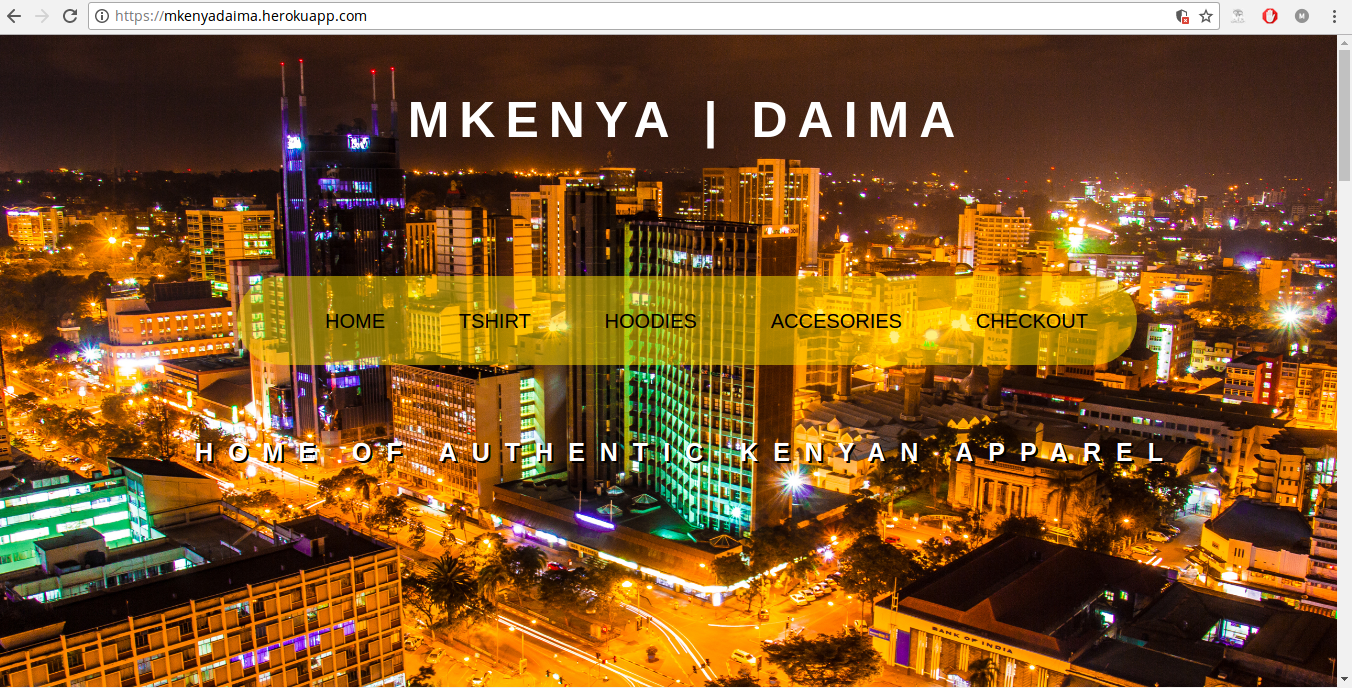 https://mkenyadaima.herokuapp.com
M
MKENYA | DAIMA
HOME TSHIRT HOODIES ACCESORIES CHECKOUT
HOME OF AUTHENTIC KENYAN APPAREL
BANK OF INDIA